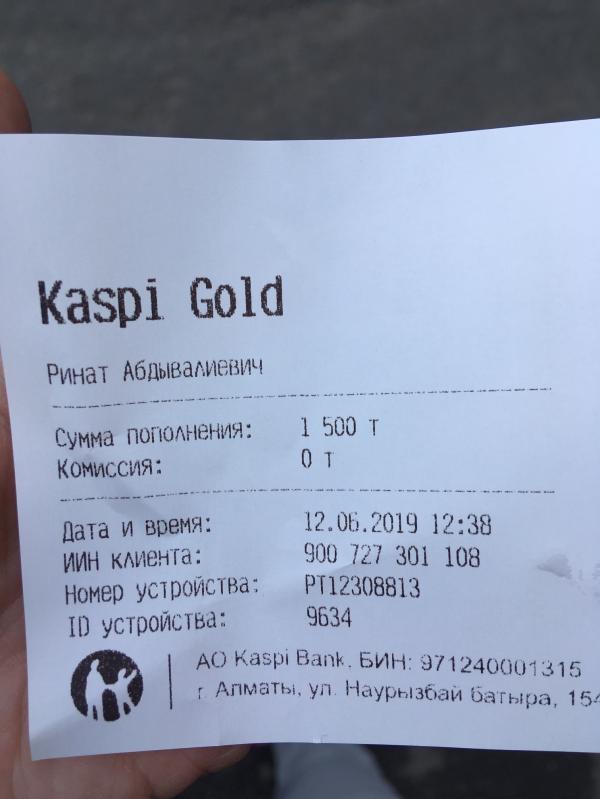 Kaspi Gold
Ринат Абдывалиевич
Сумма пополнения: 1 500 т
Комиссия: 0 т
Дата и время: 12.06.2019 12:38
ИИН клиента: 900 727 301 108
Номер устройства: PT12308813
ID устройства: 9634
АО Kaspi Bank, БИН: 971240001315
г. Алматы, ул. Наурызбай батыра, 154